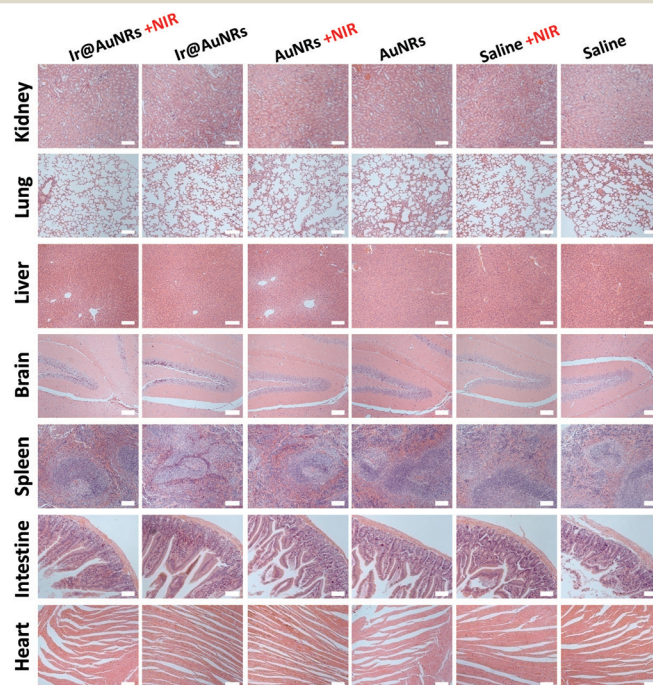 Ir@AuNRs +NIR
Ir@AuNRs
AuNRs +NIR
AuNRs
Saline +NIR
Saline
Kidney
Lung
Liver
Brain
Spleen
Intestine
Heart